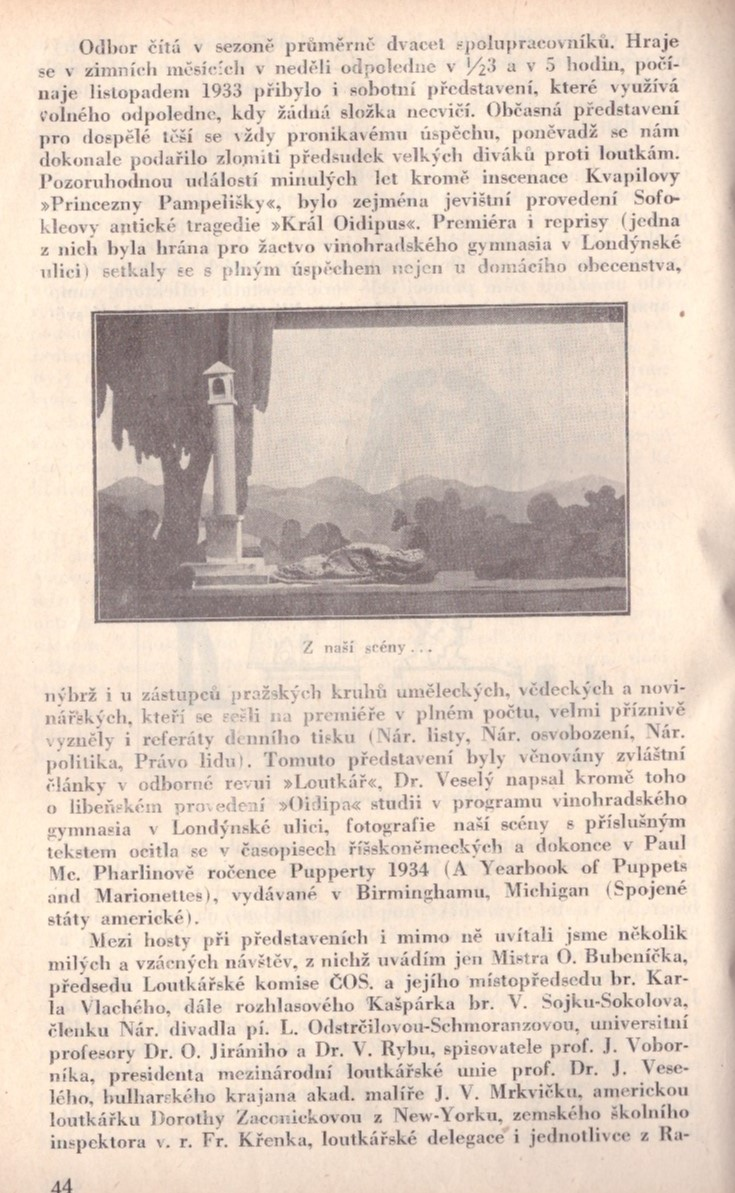 Odbor čítá v sezoně průměrně dvacet spolupracovníků. Hraje
se v zimních měsících v neděli odpoledne v ½3 a v 5 hodin, počí-
naje listopadem 1933 přibylo i sobotní představení, které využívá
volného odpoledne, kdy žádná složka necvičí. Občasná představení
pro dospělé těší se vždy pronikavému úspěchu, poněvadž se nám
dokonale podařilo zlomiti předsudek velkých diváků proti loutkám.
Pozoruhodnou událostí minulých let kromě inscenace Kvapilovy
»Princezny Pampelišky«, bylo zejména jevištní provedení Sofo-
kleovy antické tragedie »Král Oidipus«. Premiéra i reprisy (jedna
z nich byla hrána pro žactvo vinohradského gymnasia v Londýnské
ulici) setkaly se s plným úspěchem nejen u domácího obecenstva,
Z naší scény ...
nýbrž i u zástupců pražských kruhů uměleckých, vědeckých a novi-
nářských, kteří se sešli na premiéře v plném počtu, velmi příznivě
vyzněly i referáty denního tisku (Nár. listy, Nár. osvobození, Nár.
politika, Právo lidu). Tomuto představení byly věnovány zvláštní
články v odborné revui »Loutkář«, Dr. Veselý napsal kromě toho
o libeňském provedení »Oidipa« studii v programu vinohradského
gymnasia v Londýnské ulici, fotografie naší scény s příslušným
tekstem ocitla se v časopisech říšskoněmeckých a dokonce v Paul
Mc. Pharlinově ročence Pupperty 1934 (A Yearbook of Puppets
and Marionettes), vydávané v Birminghamu, Michigan (Spojené
státy americké).
Mezi hosty při představeních i mimo ně uvítali jsme několik
milých a vzácných návštěv, z nichž uvádím jen Mistra O. Bubeníčka,
předsedu Loutkářské komise ČOS. a jejího místopředsedu br. Kar-
la Vlachého, dále rozhlasového Kašpárka br. V. Sojku-Sokolova,
členku Nár. divadla pí. L. Odstrčilovou-Schmoranzovou, universitní
profesory Dr. O. Jirániho a Dr. V. Rybu, spisovatele prof. J. Vobor-
níka, presidenta mezinárodní loutkářské unie prof. Dr. J. Vese-
lého, bulharského krajana akad. malíře J. V. Mrkvičku, americkou
loutkářku Dorothy Zaconickovou z New-Yorku, zemského školního
inspektora v. r. Fr. Křenka, loutkářské delegace i jednotlivce z Ra-
44